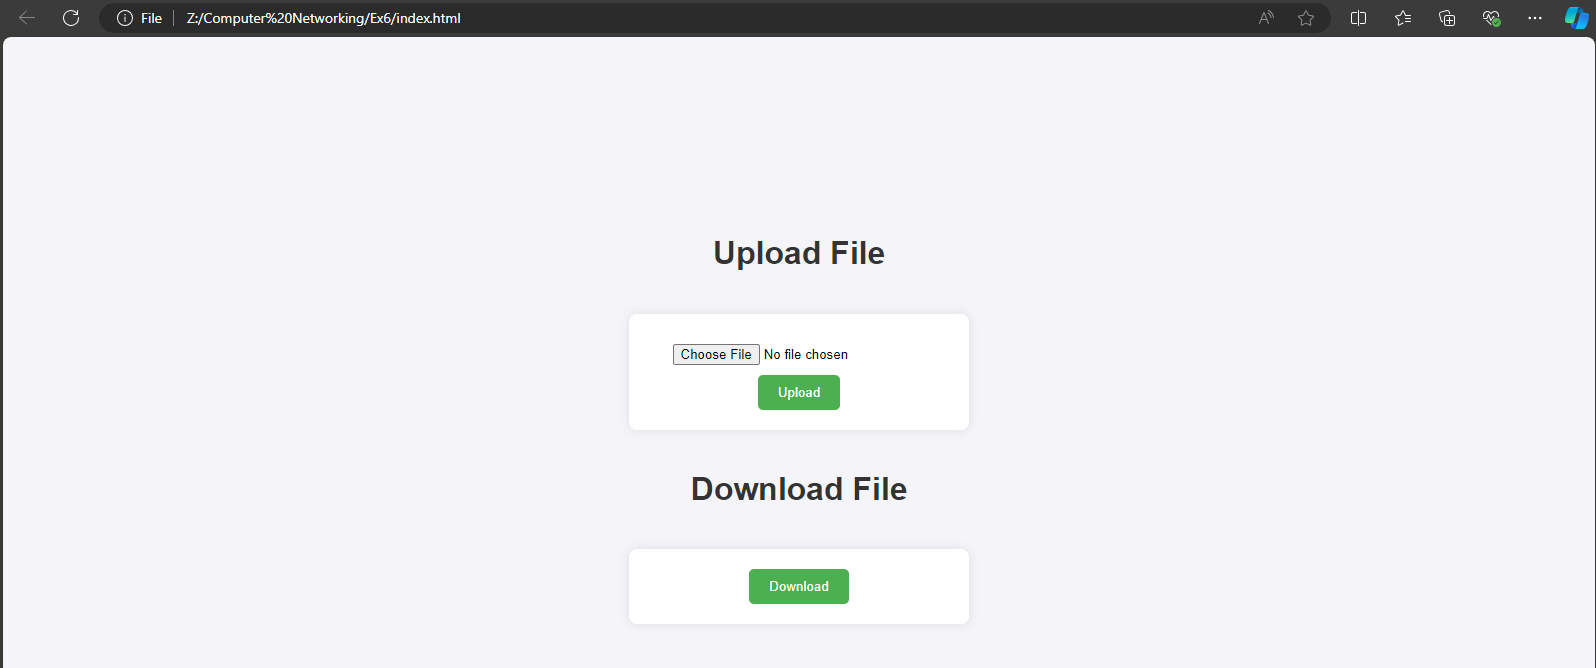 File Z:/Computer%20Networking/Ex6/index.html
Upload File
Choose File No file chosen
Upload
Download File
Download